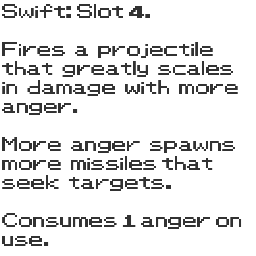 Swift: Slot 4.
Fires a projectile
that greatly scales
in damage with more
anger.
More anger spawns
more missiles that
seek targets.
Consumes 1 anger on
use.